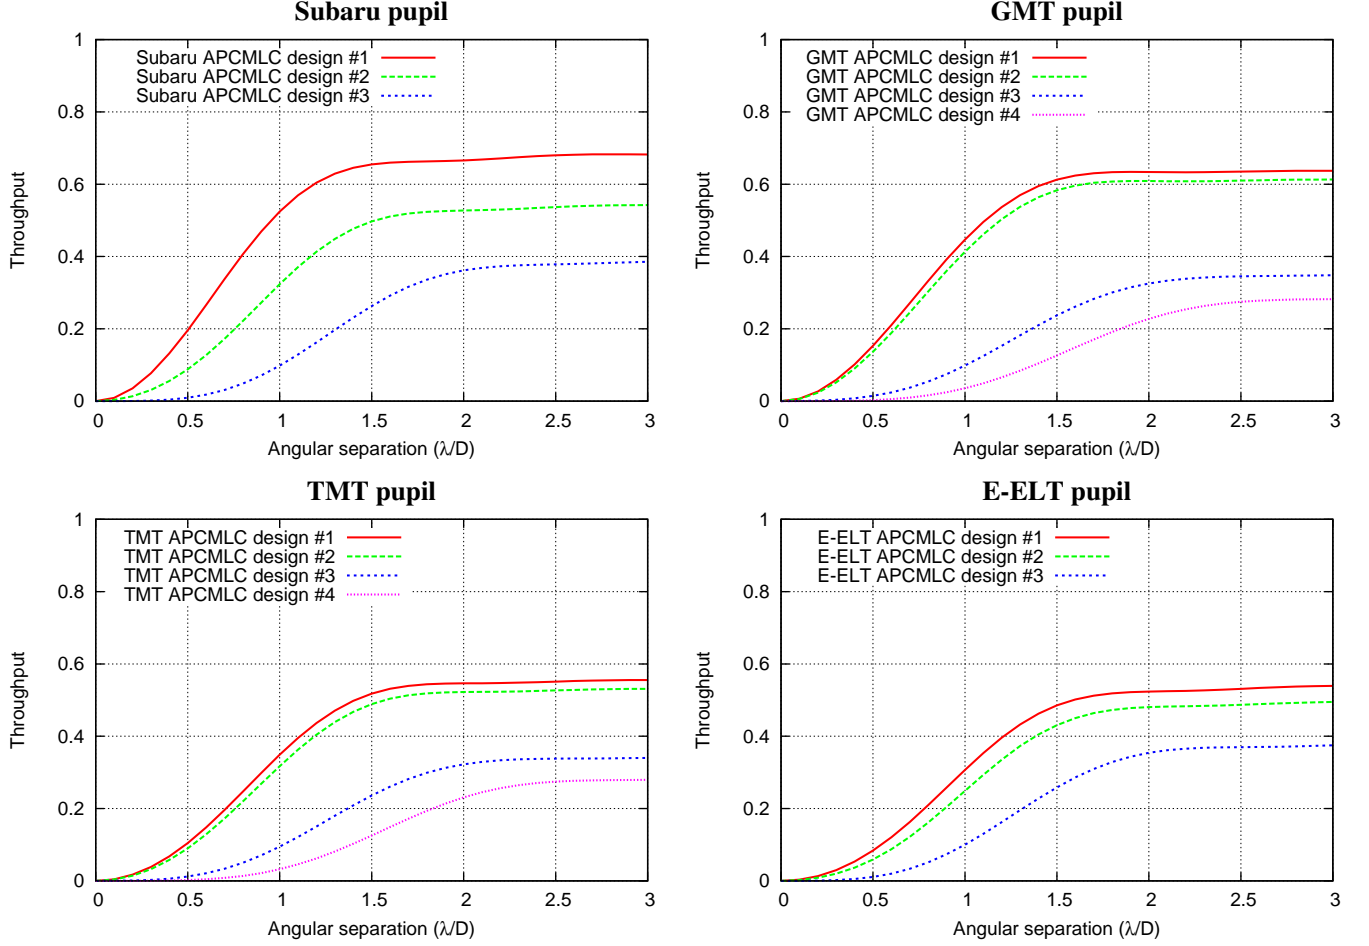 Subaru pupil
1
0.8
0.6
0.4
0.2
0
Throughput
Subaru APCMLC design #1
Subaru APCMLC design #2
Subaru APCMLC design #3
0 0.5 1 1.5 2 2.5 3
Angular separation (λ/D)
GMT pupil
1
0.8
0.6
0.4
0.2
0
Throughput
GMT APCMLC design #1
GMT APCMLC design #2
GMT APCMLC design #3
GMT APCMLC design #4
0 0.5 1 1.5 2 2.5 3
Angular separation (λ/D)
TMT pupil
1
0.8
0.6
0.4
0.2
0
Throughput
TMT APCMLC design #1
TMT APCMLC design #2
TMT APCMLC design #3
TMT APCMLC design #4
0 0.5 1 1.5 2 2.5 3
Angular separation (λ/D)
E-ELT pupil
1
0.8
0.6
0.4
0.2
0
Throughput
E-ELT APCMLC design #1
E-ELT APCMLC design #2
E-ELT APCMLC design #3
0 0.5 1 1.5 2 2.5 3
Angular separation (λ/D)